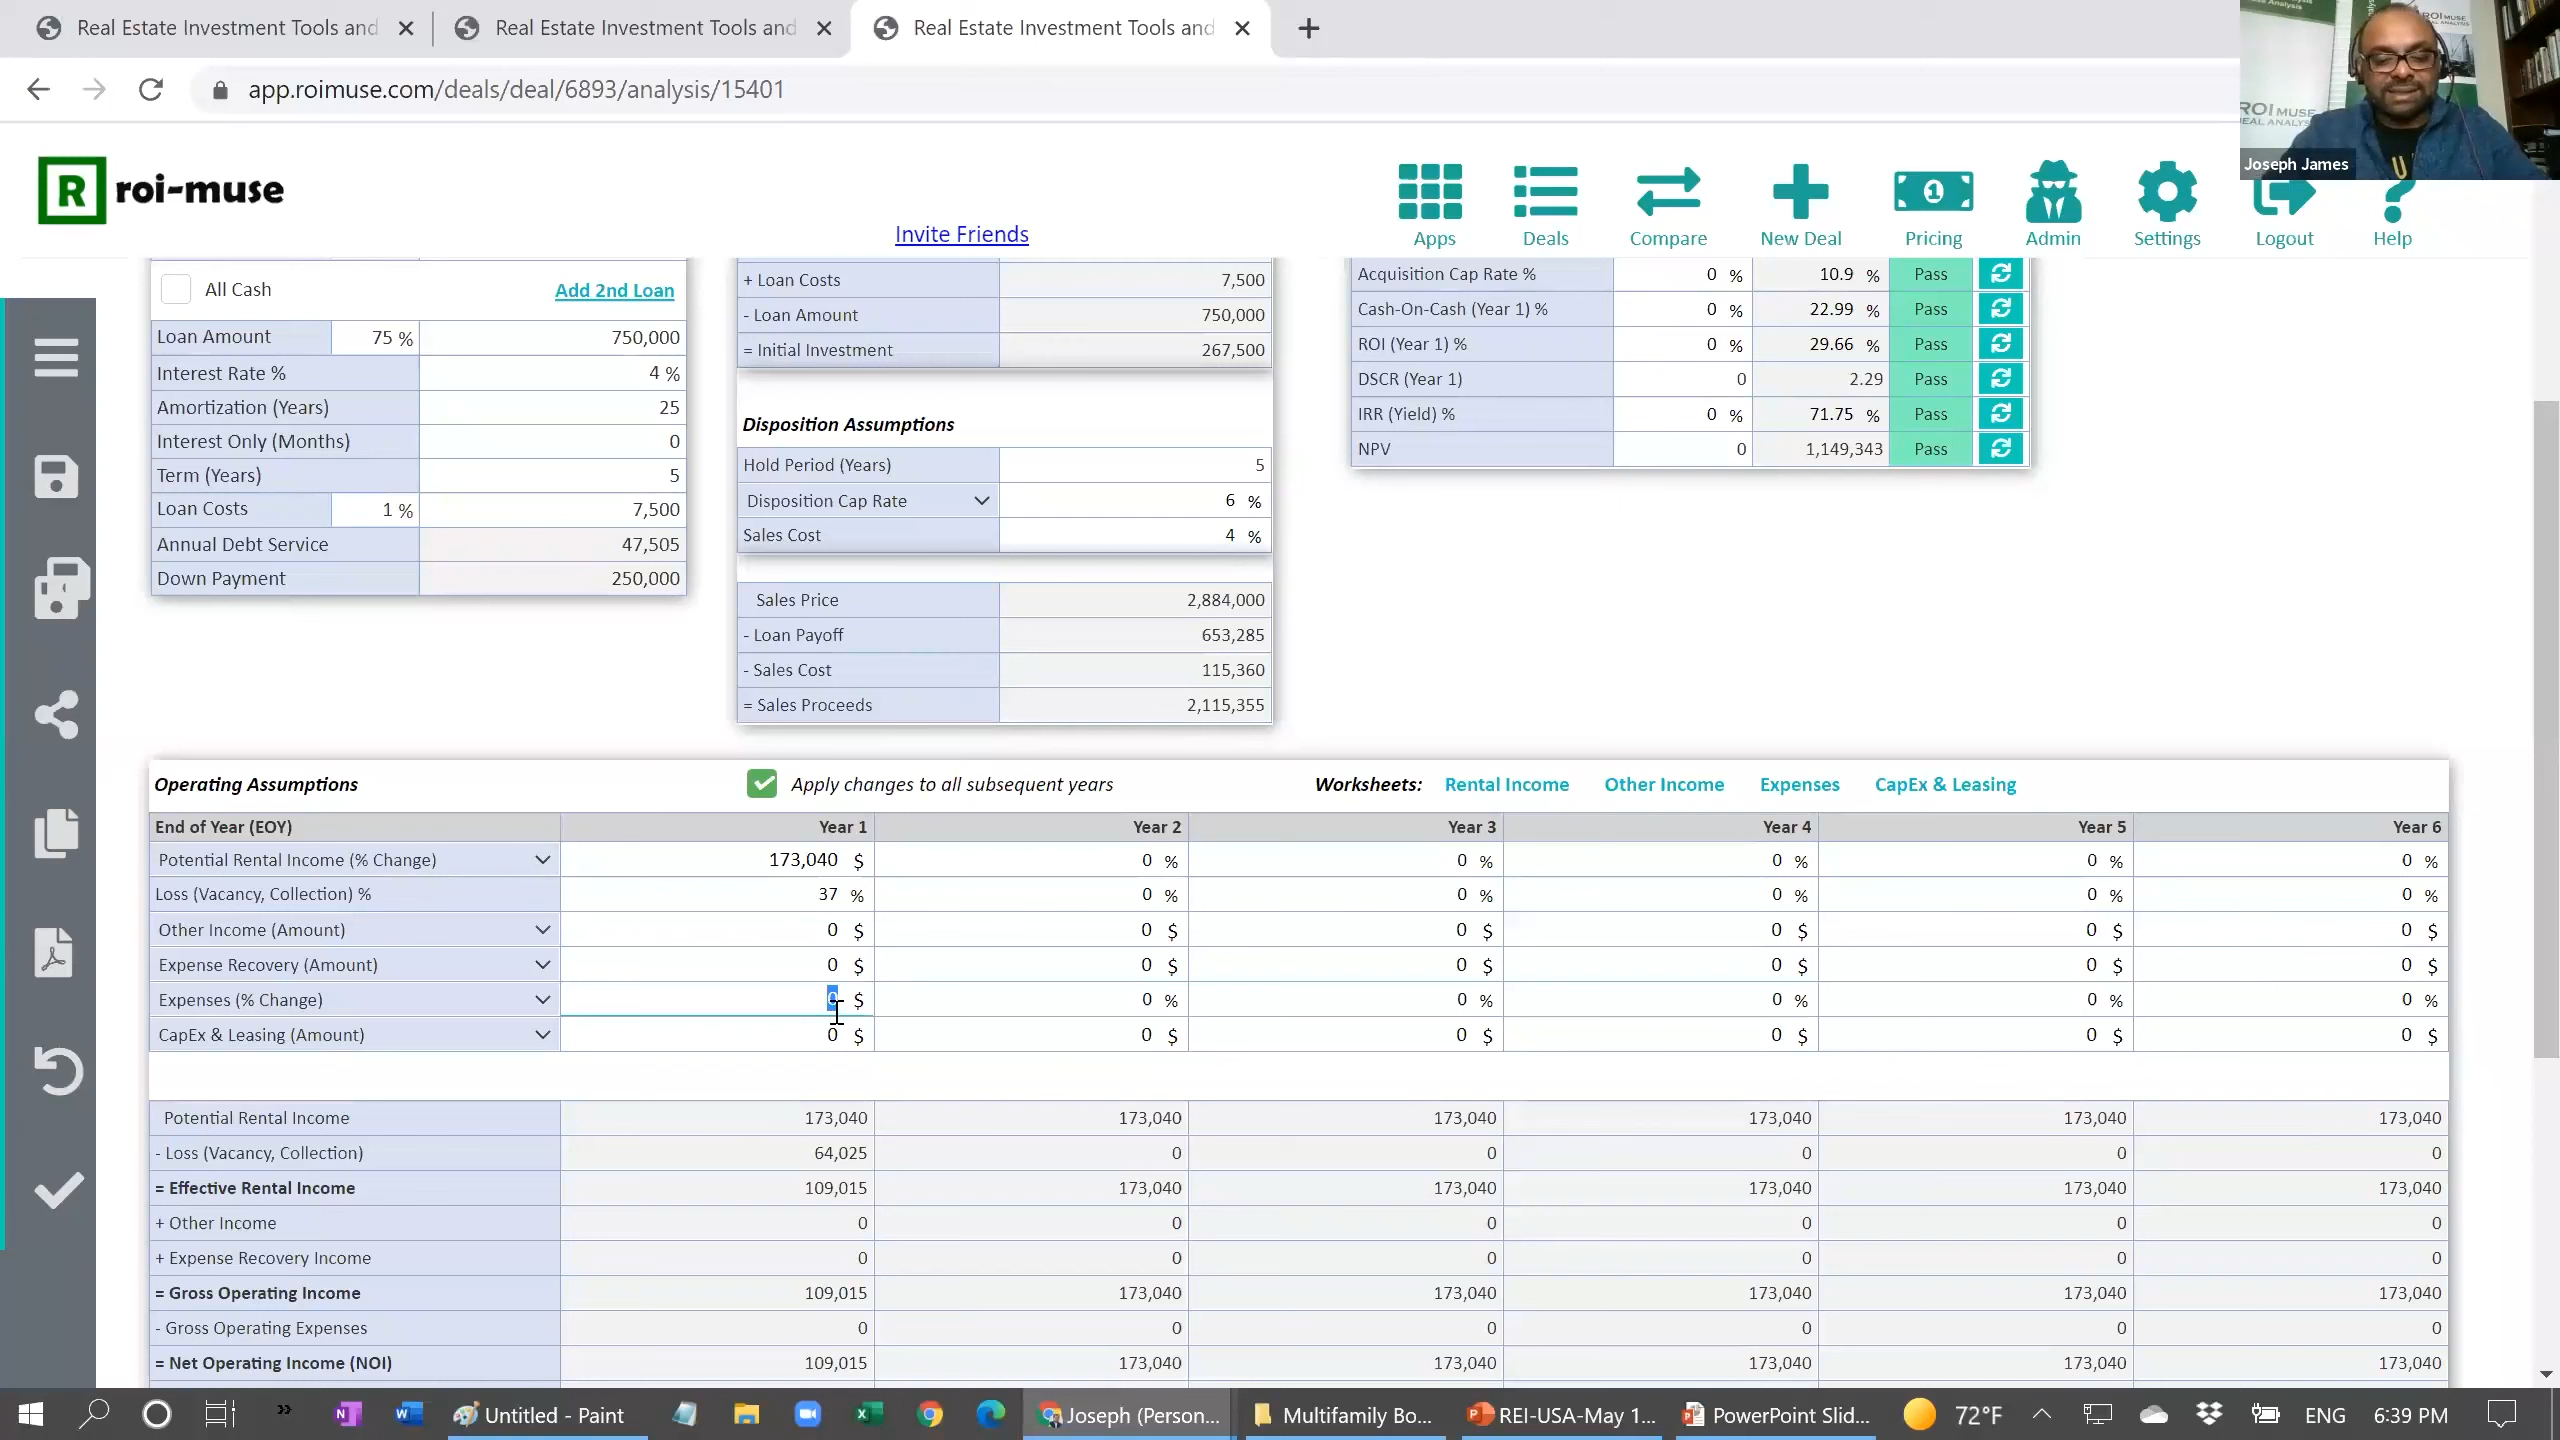 Real Estate Investment Tools and
Real Estate Investment Tools and
Real Estate Investment Tools and
app.roimuse.com/deals/deal/6893/analysis/15401
ROI MUSE
Joseph James
R roi-muse
Invite Friends
Apps
Deals
Compare
New Deal
Pricing
Admin
Settings
Logout
Help
All Cash Add 2nd Loan
Loan Amount 75 % 750,000
Interest Rate % 4 %
Amortization (Years) 25
Interest Only (Months) 0
Term (Years) 5
Loan Costs 1 % 7,500
Annual Debt Service 47,505
Down Payment 250,000
+ Loan Costs 7,500
- Loan Amount 750,000
= Initial Investment 267,500
Disposition Assumptions
Hold Period (Years) 5
Disposition Cap Rate 6 %
Sales Cost 4 %
Sales Price 2,884,000
- Loan Payoff 653,285
- Sales Cost 115,360
= Sales Proceeds 2,115,355
Acquisition Cap Rate % 0 % 10.9 % Pass
Cash-On-Cash (Year 1) % 0 % 22.99 % Pass
ROI (Year 1) % 0 % 29.66 % Pass
DSCR (Year 1) 0 2.29 Pass
IRR (Yield) % 0 % 71.75 % Pass
NPV 0 1,149,343 Pass
Operating Assumptions Apply changes to all subsequent years Worksheets: Rental Income Other Income Expenses CapEx & Leasing
End of Year (EOY) Year 1 Year 2 Year 3 Year 4 Year 5 Year 6
Potential Rental Income (% Change) 173,040 $ 0 % 0 % 0 % 0 % 0 %
Loss (Vacancy, Collection) % 37 % 0 % 0 % 0 % 0 % 0 %
Other Income (Amount) 0 $ 0 $ 0 $ 0 $ 0 $ 0 $
Expense Recovery (Amount) 0 $ 0 $ 0 $ 0 $ 0 $ 0 $
Expenses (% Change) 0 $ 0 % 0 % 0 % 0 % 0 %
CapEx & Leasing (Amount) 0 $ 0 $ 0 $ 0 $ 0 $ 0 $
Potential Rental Income 173,040 173,040 173,040 173,040 173,040 173,040
- Loss (Vacancy, Collection) 64,025 0 0 0 0 0
= Effective Rental Income 109,015 173,040 173,040 173,040 173,040 173,040
+ Other Income 0 0 0 0 0 0
+ Expense Recovery Income 0 0 0 0 0 0
= Gross Operating Income 109,015 173,040 173,040 173,040 173,040 173,040
- Gross Operating Expenses 0 0 0 0 0 0
= Net Operating Income (NOI) 109,015 173,040 173,040 173,040 173,040 173,040
Untitled - Paint
Joseph (Person...
Multifamily Bo...
REI-USA-May 1...
PowerPoint Slid...
72°F
ENG
6:39 PM